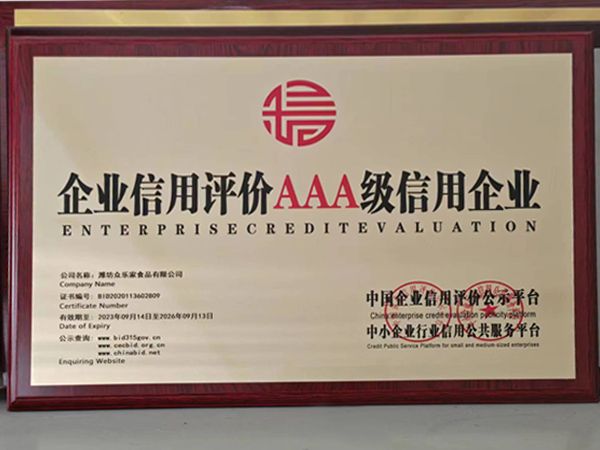 企业信用评价AAA级信用企业
ENTERPRISECREDITEVALUATION
公司名称：潍坊众乐家食品有限公司
Company Name
证书编号：BID2020113602809
Certificate Number
有效期至：2023年09月14日至2026年09月13日
Date of Expiry
公示查询：www.bid315gov.cn
www.cecbid.org.cn
www.chinabid.net
Enquiring Website
中国企业信用评价公示平台
China enterprise credit evaluation publicity platform
中小企业行业信用公共服务平台
Credit Public Service Platform for small and medium-sized enterprises